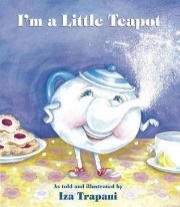 I'm a Little Teapot
As told and illustrated by
Iza Trapani